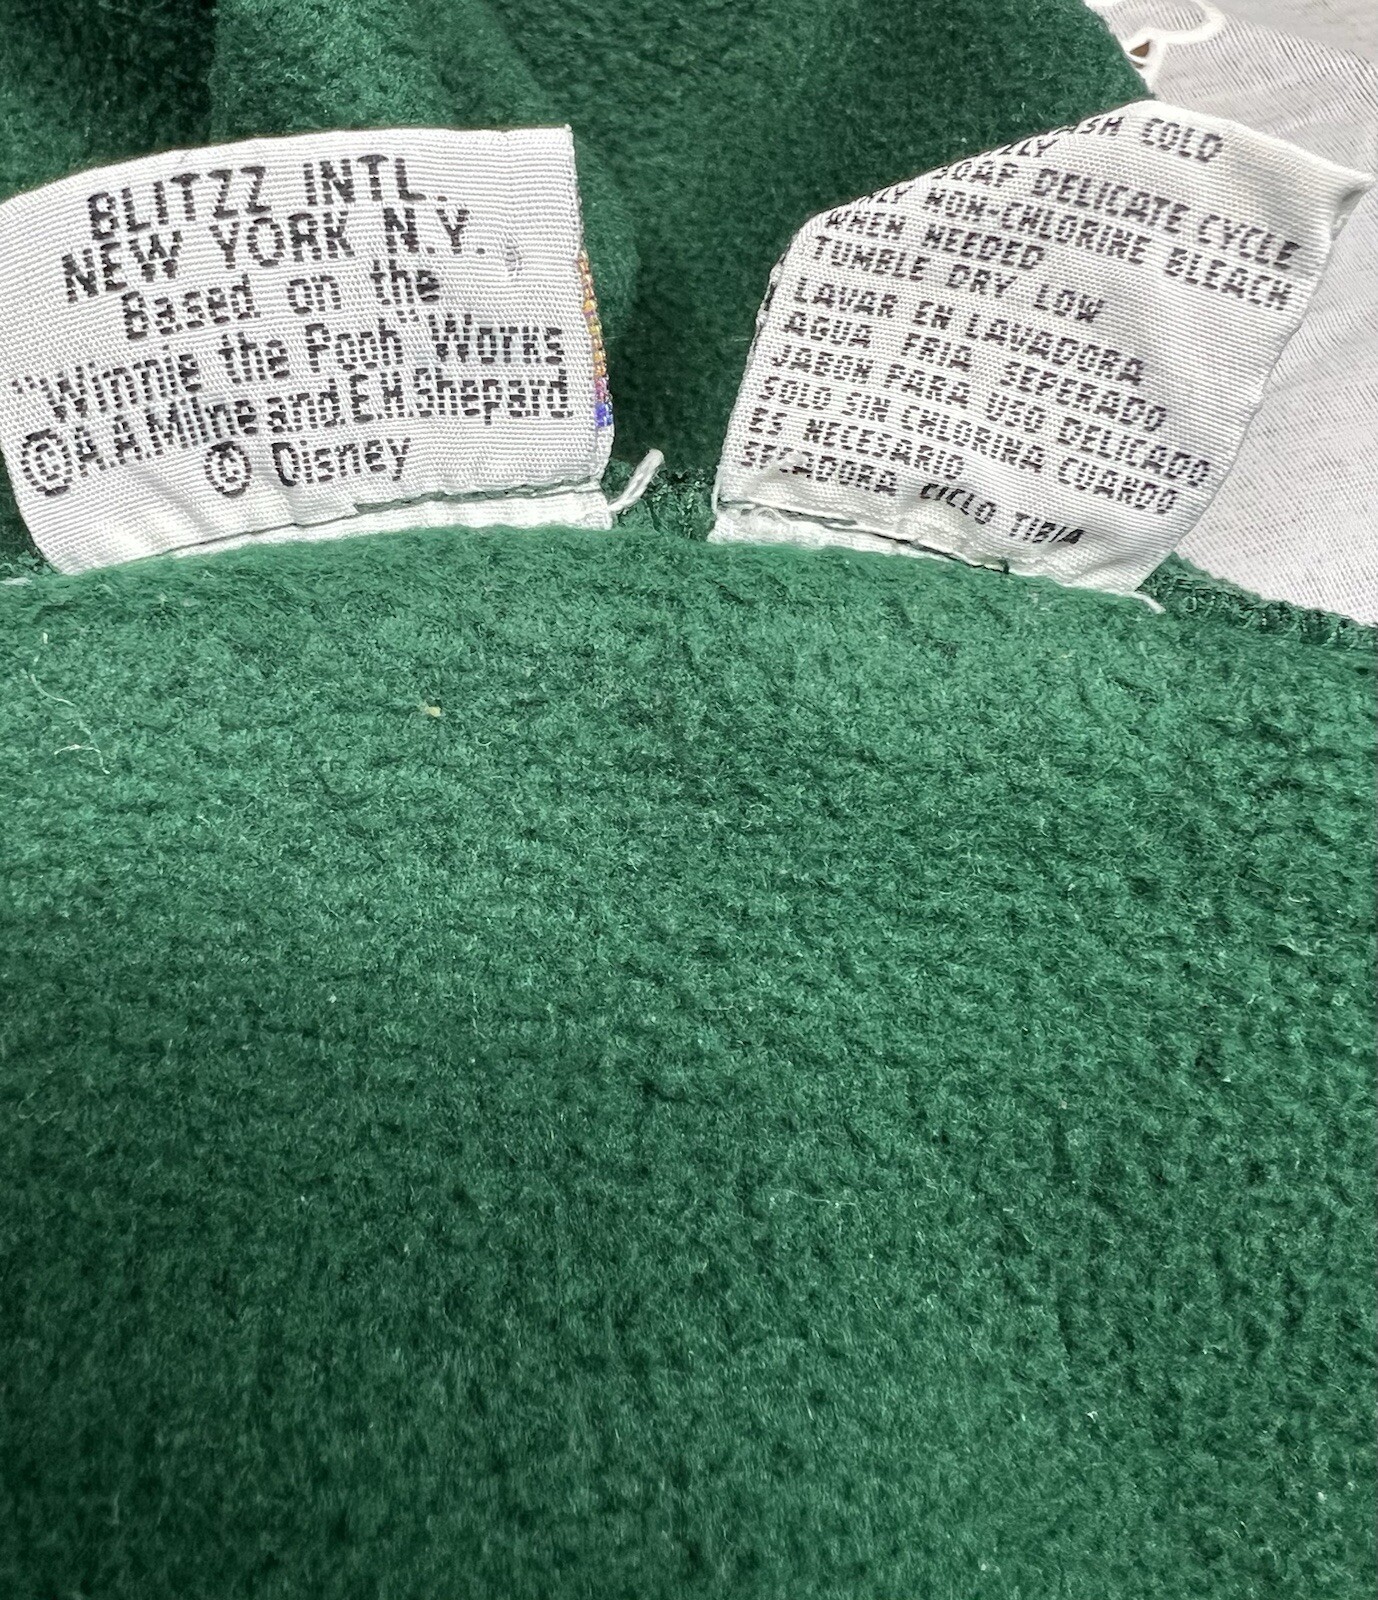 BLITZZ INTL.
NEW YORK N.Y.
Based on the
"Winnie the Pooh" Works
©A.A.Milne and E.H.Shepard
© Disney
COLD
SOAP DELICATE CYCLE
NON-CHLORINE BLEACH
WHEN NEEDED
TUMBLE DRY LOW
LAVAR EN LAVADORA
AGUA FRIA SEFERADO
JABON PARA USO DELICADO
SOLO SIN CHLORINA CUANDO
ES NECESARIO
SECADORA CICLO TIBIA